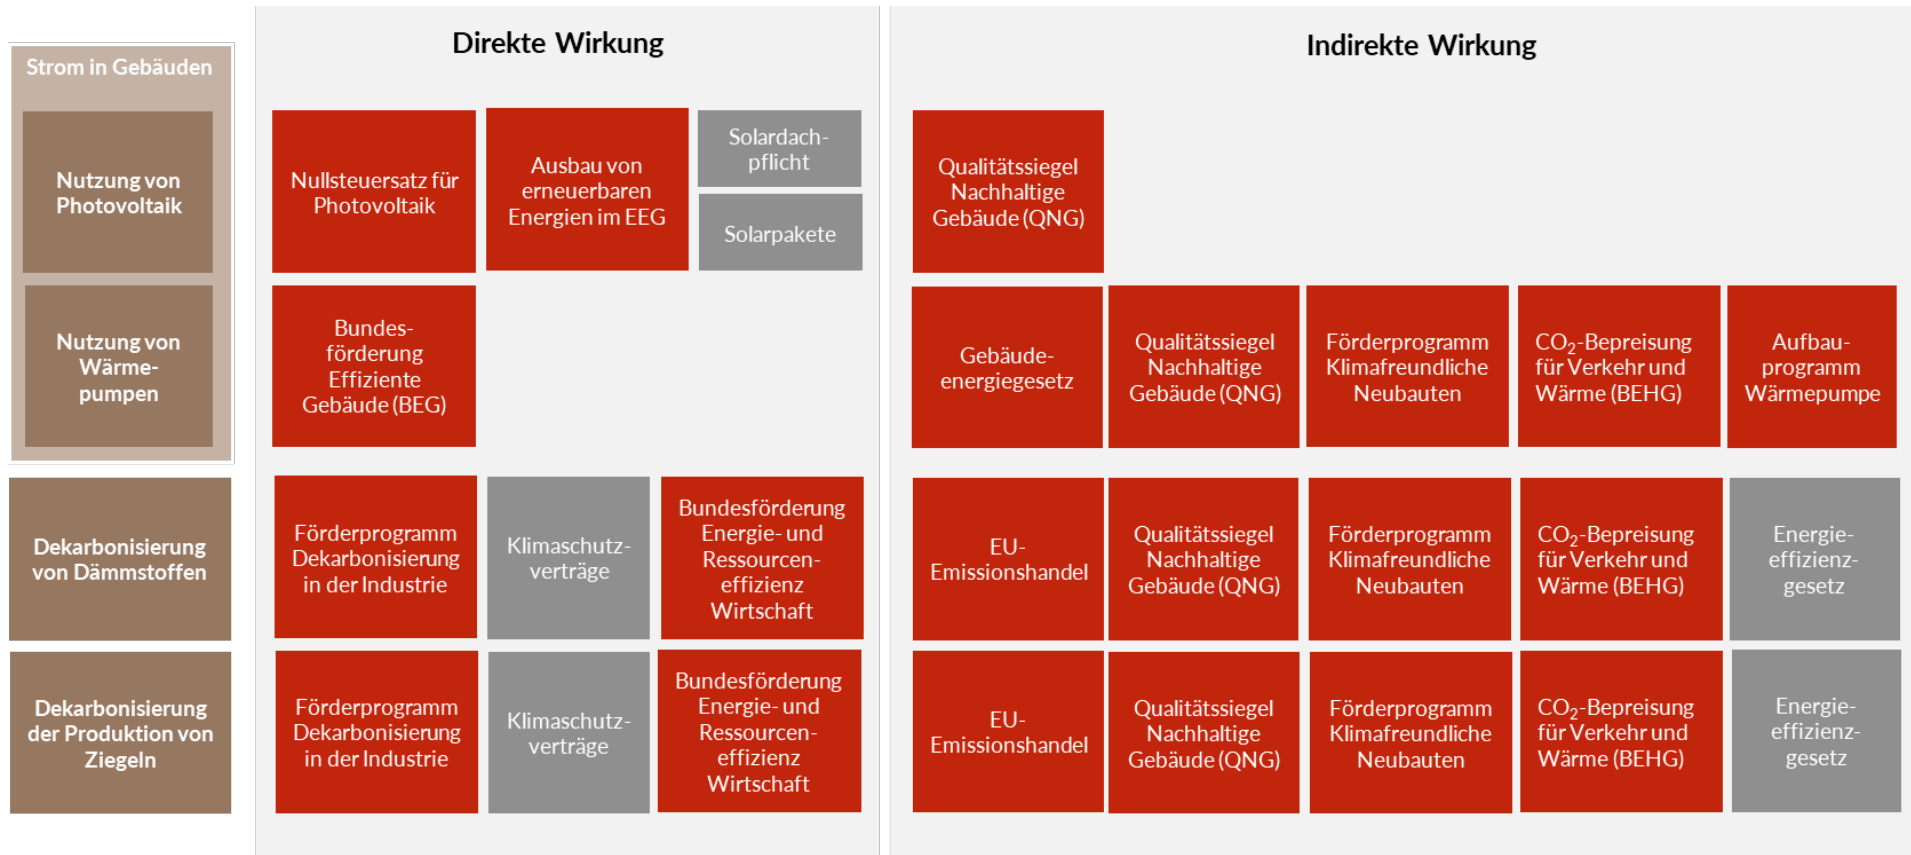 Direkte Wirkung
Indirekte Wirkung
Strom in Gebäuden
Nutzung von
Photovoltaik
Nullsteuersatz für
Photovoltaik
Ausbau von
erneuerbaren
Energien im EEG
Solardach-
pflicht
Solarpakete
Qualitätssiegel
Nachhaltige
Gebäude (QNG)
Nutzung von
Wärme-
pumpen
Bundes-
förderung
Effiziente
Gebäude (BEG)
Gebäude-
energiegesetz
Qualitätssiegel
Nachhaltige
Gebäude (QNG)
Förderprogramm
Klimafreundliche
Neubauten
CO₂-Bepreisung
für Verkehr und
Wärme (BEHG)
Aufbau-
programm
Wärmepumpe
Dekarbonisierung
von Dämmstoffen
Förderprogramm
Dekarbonisierung
in der Industrie
Klimaschutz-
verträge
Bundesförderung
Energie- und
Ressourcen-
effizienz
Wirtschaft
EU-
Emissionshandel
Qualitätssiegel
Nachhaltige
Gebäude (QNG)
Förderprogramm
Klimafreundliche
Neubauten
CO₂-Bepreisung
für Verkehr und
Wärme (BEHG)
Energie-
effizienz-
gesetz
Dekarbonisierung
der Produktion von
Ziegeln
Förderprogramm
Dekarbonisierung
in der Industrie
Klimaschutz-
verträge
Bundesförderung
Energie- und
Ressourcen-
effizienz
Wirtschaft
EU-
Emissionshandel
Qualitätssiegel
Nachhaltige
Gebäude (QNG)
Förderprogramm
Klimafreundliche
Neubauten
CO₂-Bepreisung
für Verkehr und
Wärme (BEHG)
Energie-
effizienz-
gesetz